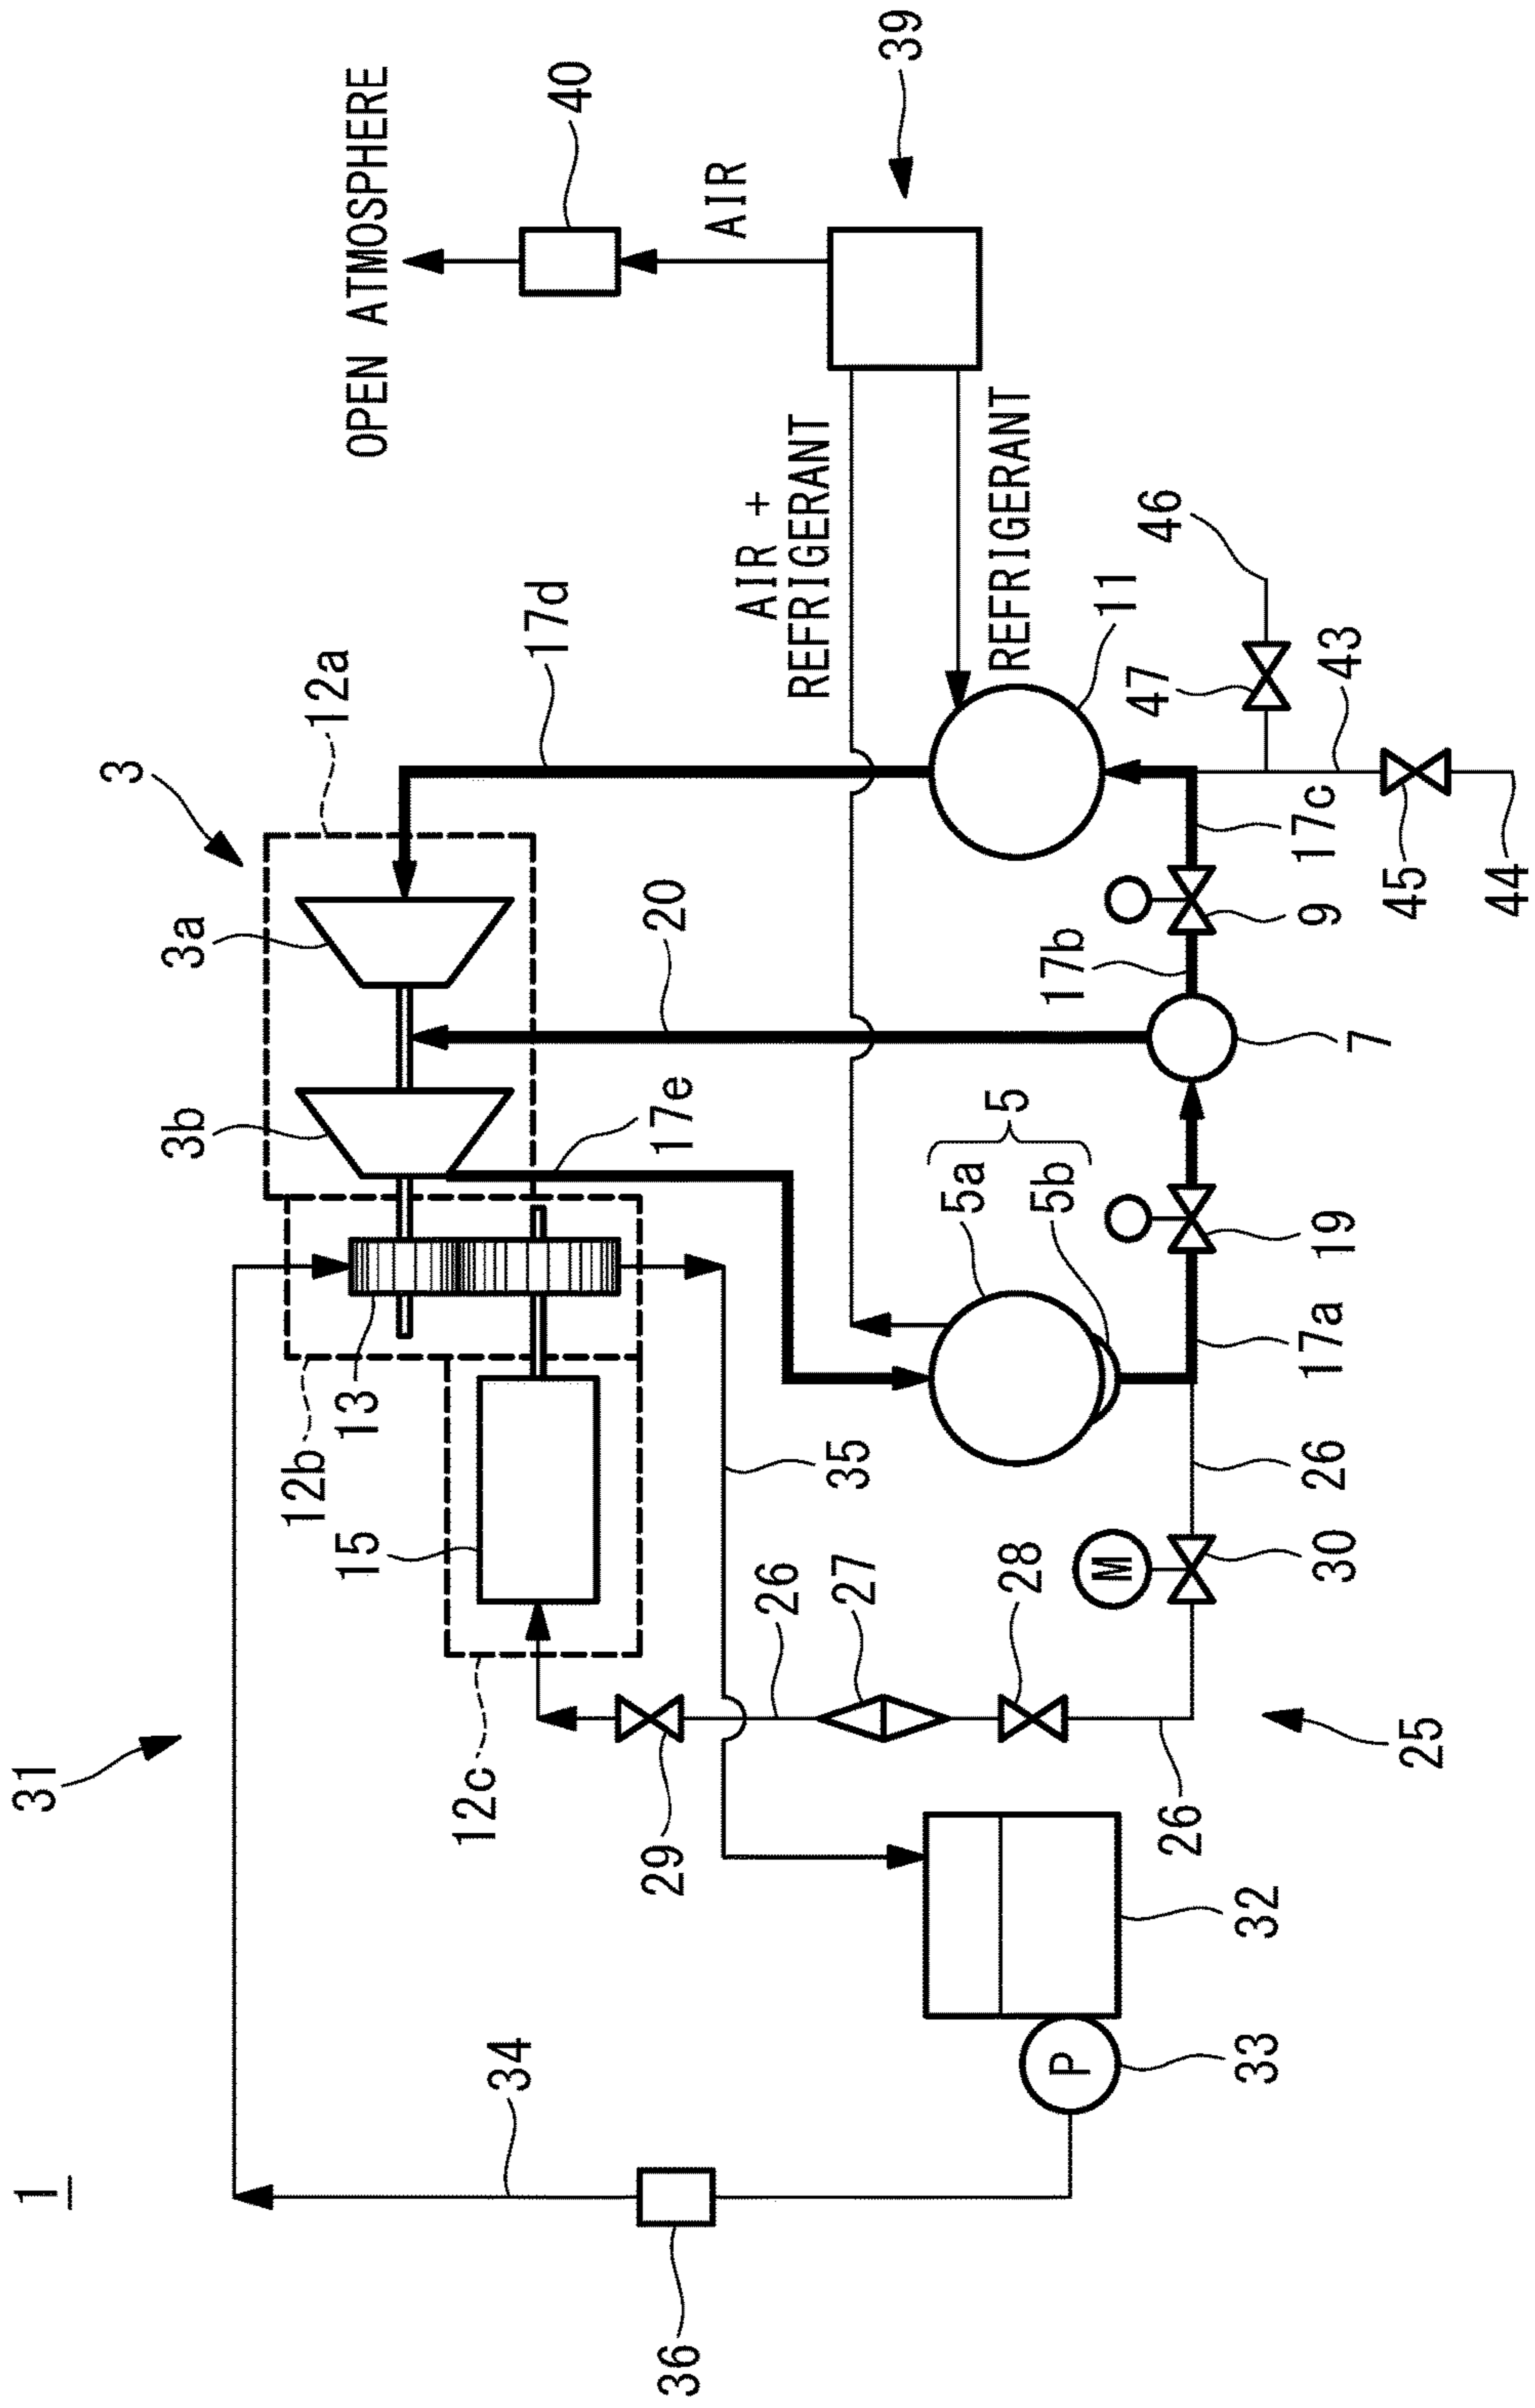 1
31
3
12a
17d
OPEN ATMOSPHERE
40
39
AIR
AIR +
REFRIGERANT
REFRIGERANT
3a
3b
20
17e
12b
13
15
12c
35
5
5a
5b
11
46
47
43
17c
45
44
9
17b
7
19
17a
26
30
M
28
27
26
29
26
25
34
36
P
33
32